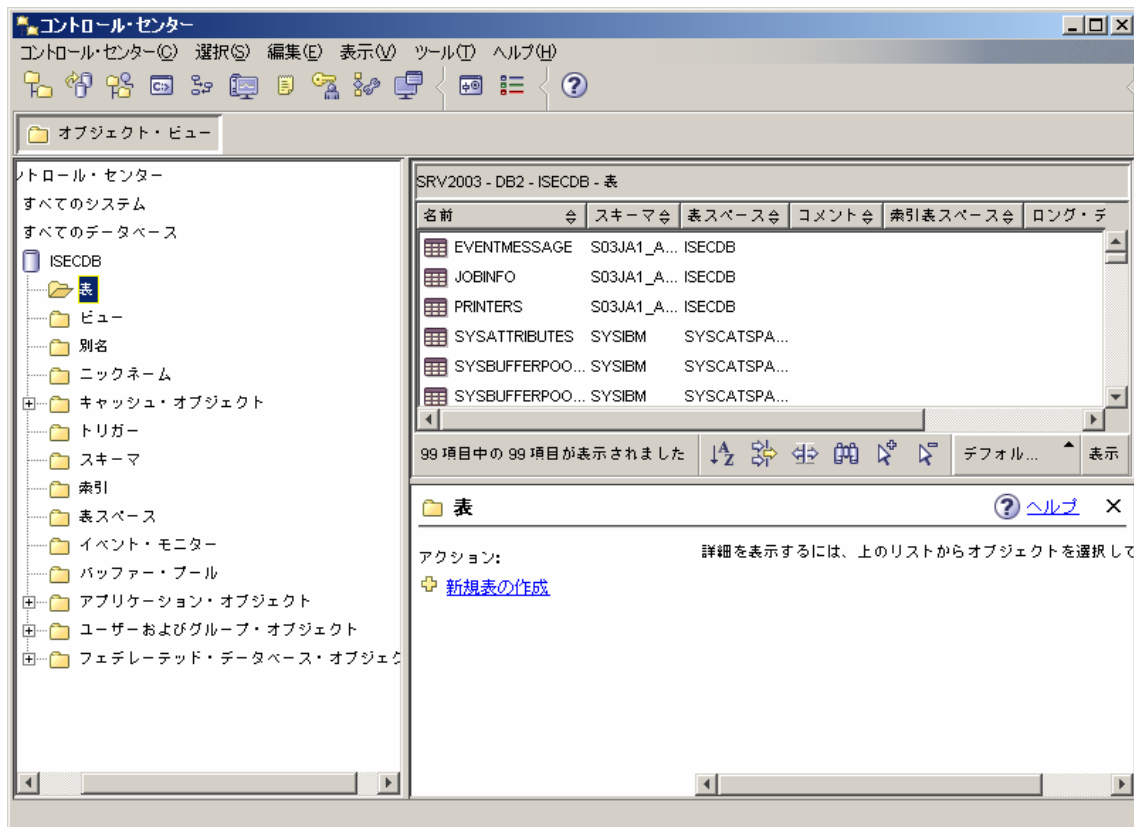 コントロール・センター
コントロール・センター(C) 選択(S) 編集(E) 表示(V) ツール(T) ヘルプ(H)
オブジェクト・ビュー
ントロール・センター
すべてのシステム
すべてのデータベース
ISECDB
表
ビュー
別名
ニックネーム
キャッシュ・オブジェクト
トリガー
スキーマ
索引
表スペース
イベント・モニター
バッファー・プール
アプリケーション・オブジェクト
ユーザーおよびグループ・オブジェクト
フェデレーテッド・データベース・オブジェク
SRV2003 - DB2 - ISECDB - 表
名前 スキーマ 表スペース コメント 索引表スペース ロング・デ
EVENTMESSAGE S03JA1_A... ISECDB
JOBINFO S03JA1_A... ISECDB
PRINTERS S03JA1_A... ISECDB
SYSATTRIBUTES SYSIBM SYSCATSPA...
SYSBUFFERPOO... SYSIBM SYSCATSPA...
SYSBUFFERPOO... SYSIBM SYSCATSPA...
99 項目中の 99 項目が表示されました デフォル... 表示
表 ヘルプ
アクション: 詳細を表示するには、上のリストからオブジェクトを選択して
新規表の作成